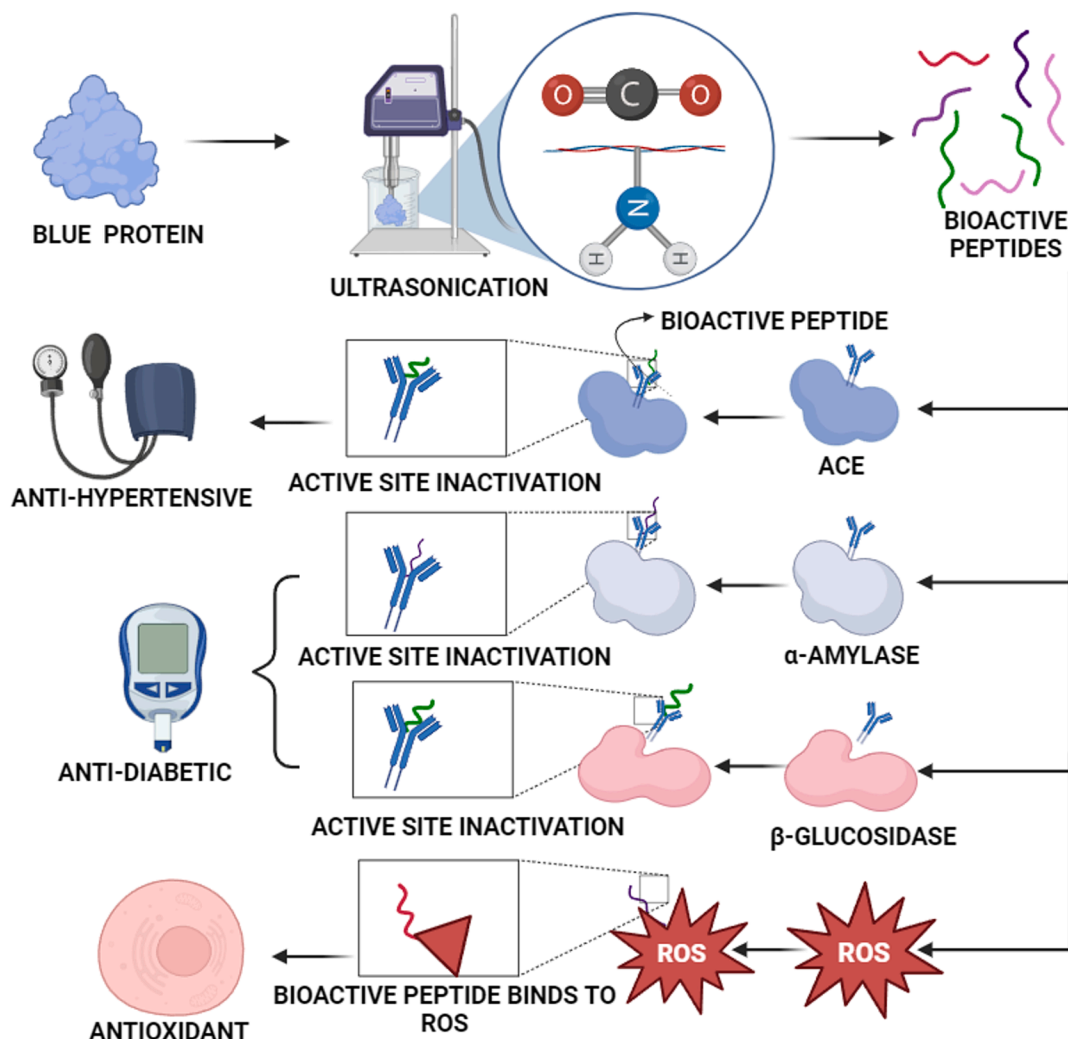 O C O
N
H H
BLUE PROTEIN
ULTRASONICATION
BIOACTIVE
PEPTIDES
BIOACTIVE PEPTIDE
ACE
ACTIVE SITE INACTIVATION
ANTI-HYPERTENSIVE
ACTIVE SITE INACTIVATION
α-AMYLASE
ANTI-DIABETIC
ACTIVE SITE INACTIVATION
β-GLUCOSIDASE
ROS
ROS
BIOACTIVE PEPTIDE BINDS TO
ROS
ANTIOXIDANT